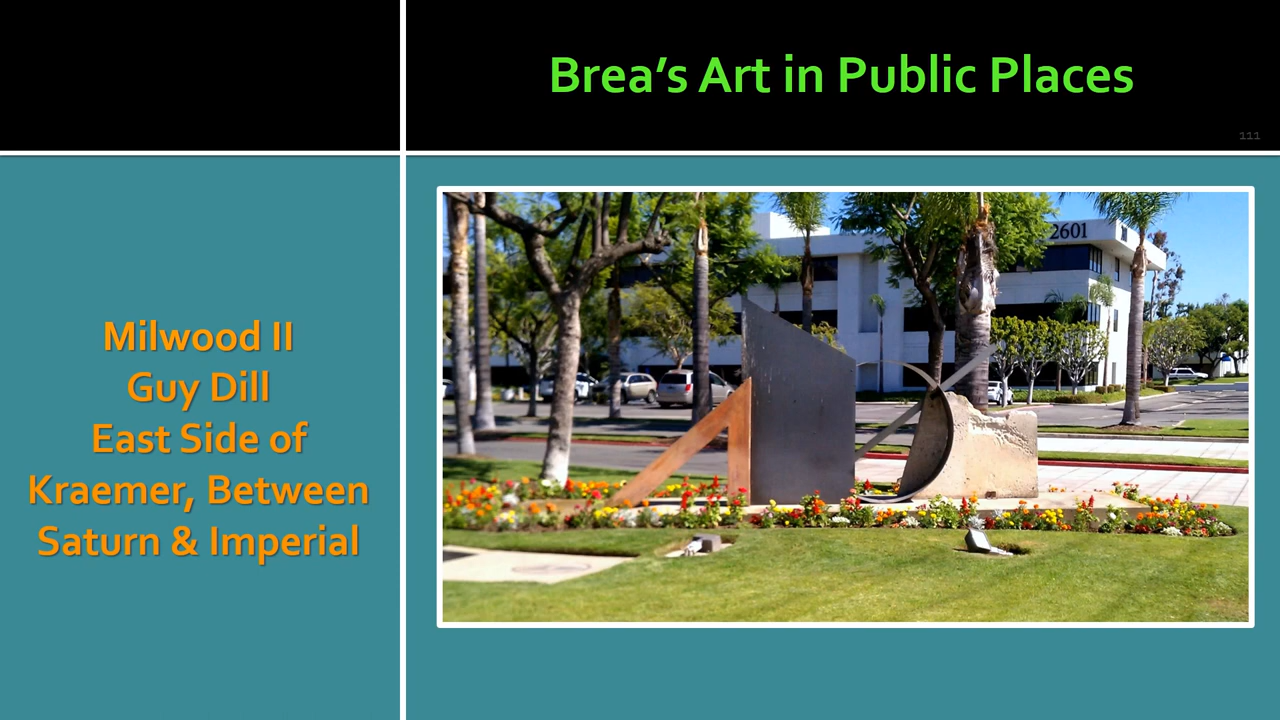 Brea’s Art in Public Places
111
Milwood II
Guy Dill
East Side of
Kraemer, Between
Saturn & Imperial
2601